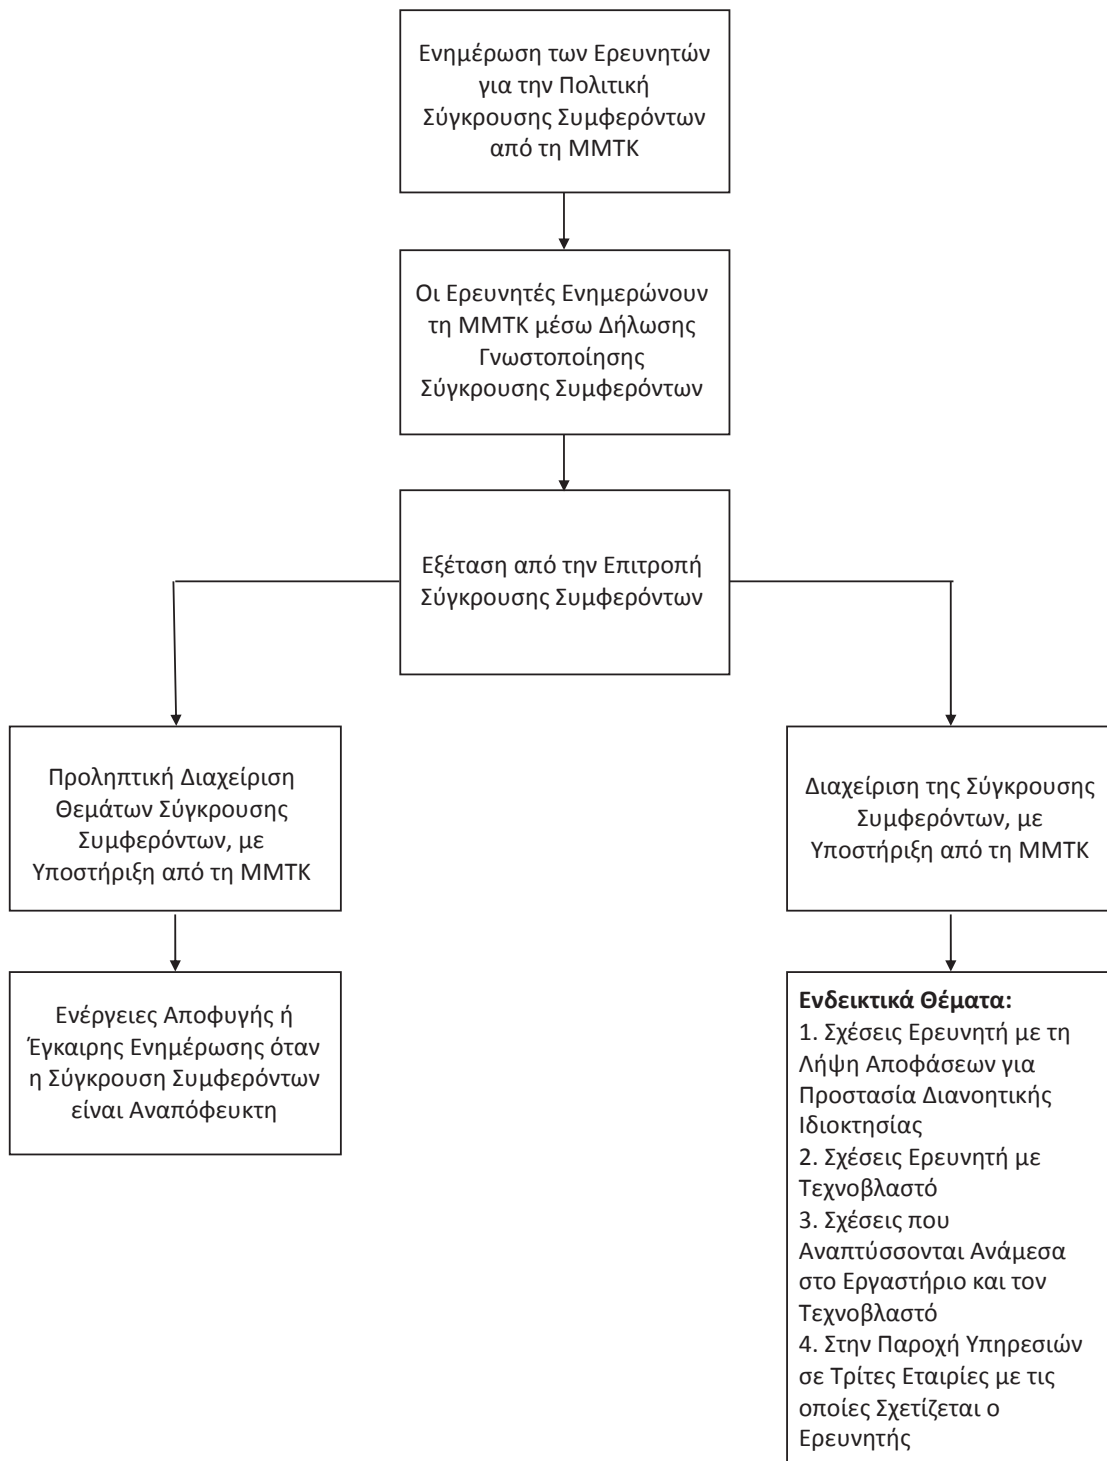 Ενημέρωση των Ερευνητών
για την Πολιτική
Σύγκρουσης Συμφερόντων
από τη ΜΜΤΚ
Οι Ερευνητές Ενημερώνουν
τη ΜΜΤΚ μέσω Δήλωσης
Γνωστοποίησης
Σύγκρουσης Συμφερόντων
Εξέταση από την Επιτροπή
Σύγκρουσης Συμφερόντων
Προληπτική Διαχείριση
Θεμάτων Σύγκρουσης
Συμφερόντων, με
Υποστήριξη από τη ΜΜΤΚ
Διαχείριση της Σύγκρουσης
Συμφερόντων, με
Υποστήριξη από τη ΜΜΤΚ
Ενέργειες Αποφυγής ή
Έγκαιρης Ενημέρωσης όταν
η Σύγκρουση Συμφερόντων
είναι Αναπόφευκτη
Ενδεικτικά Θέματα:
1. Σχέσεις Ερευνητή με τη
Λήψη Αποφάσεων για
Προστασία Διανοητικής
Ιδιοκτησίας
2. Σχέσεις Ερευνητή με
Τεχνοβλαστό
3. Σχέσεις που
Αναπτύσσονται Ανάμεσα
στο Εργαστήριο και τον
Τεχνοβλαστό
4. Στην Παροχή Υπηρεσιών
σε Τρίτες Εταιρίες με τις
οποίες Σχετίζεται ο
Ερευνητής